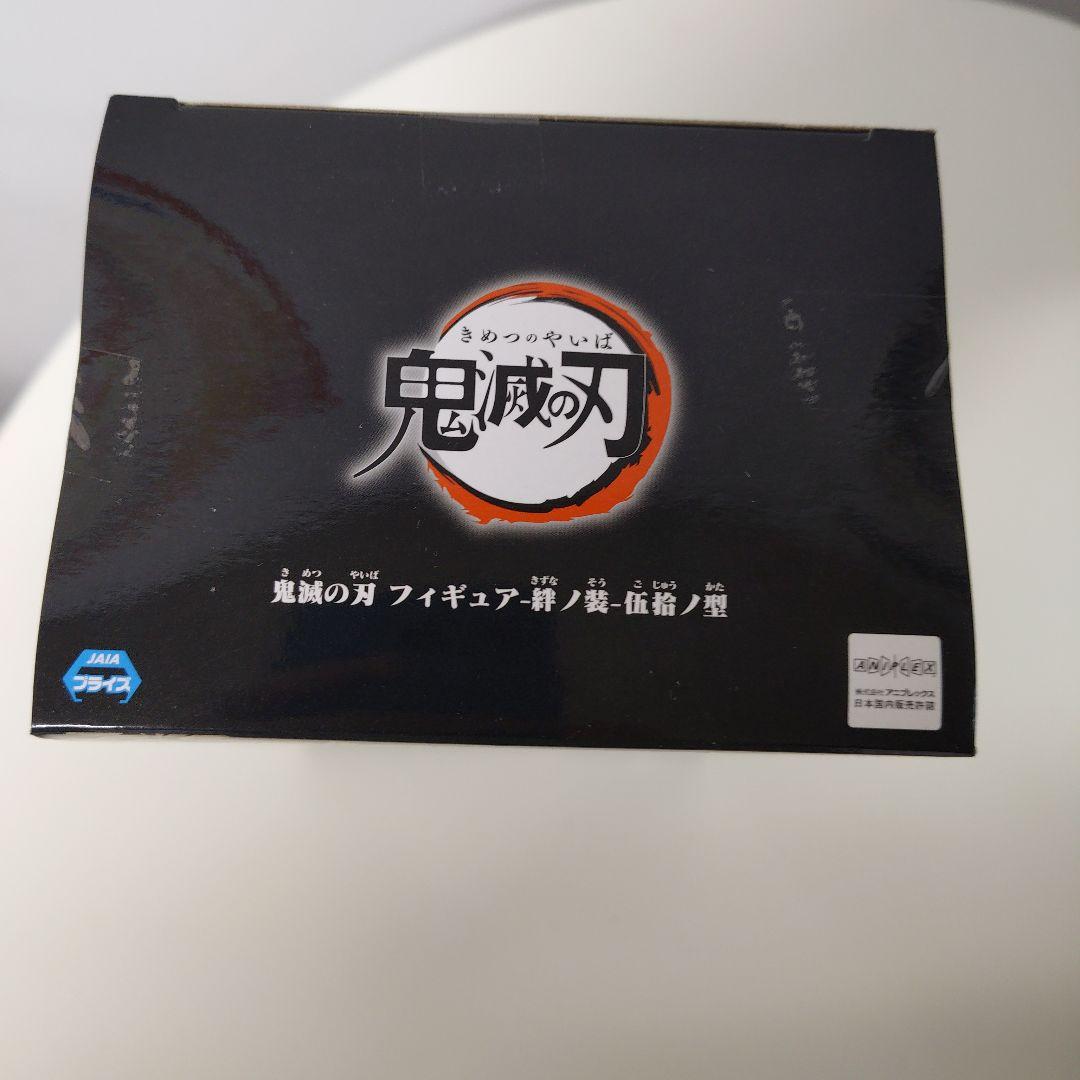 きめつのやいば
鬼滅の刃
き めつ やいば きずな そう ご じゅう かた
鬼滅の刃 フィギュア-絆ノ装-伍拾ノ型
JAIA
プライズ
ANIPLEX
株式会社アニプレックス
日本国内販売許諾